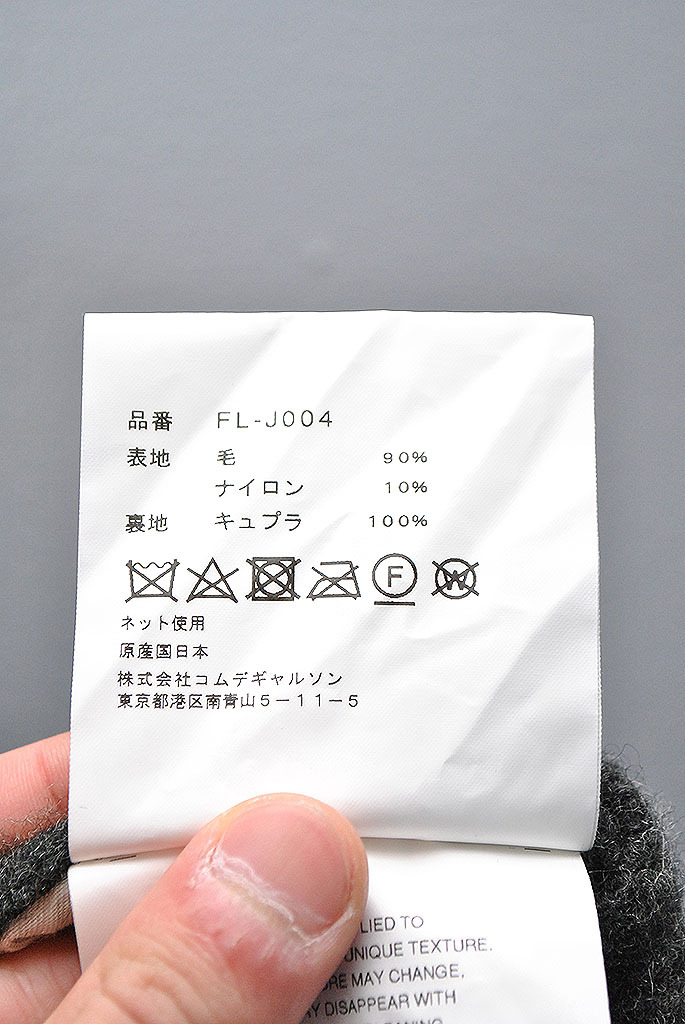 品番 FL-J004
表地 毛 90%
ナイロン 10%
裏地 キュプラ 100%
F W
ネット使用
原産国日本
株式会社コムデギャルソン
東京都港区南青山5-11-5
TO
UNIQUE TEXTURE.
MAY CHANGE,
DISAPPEAR WITH